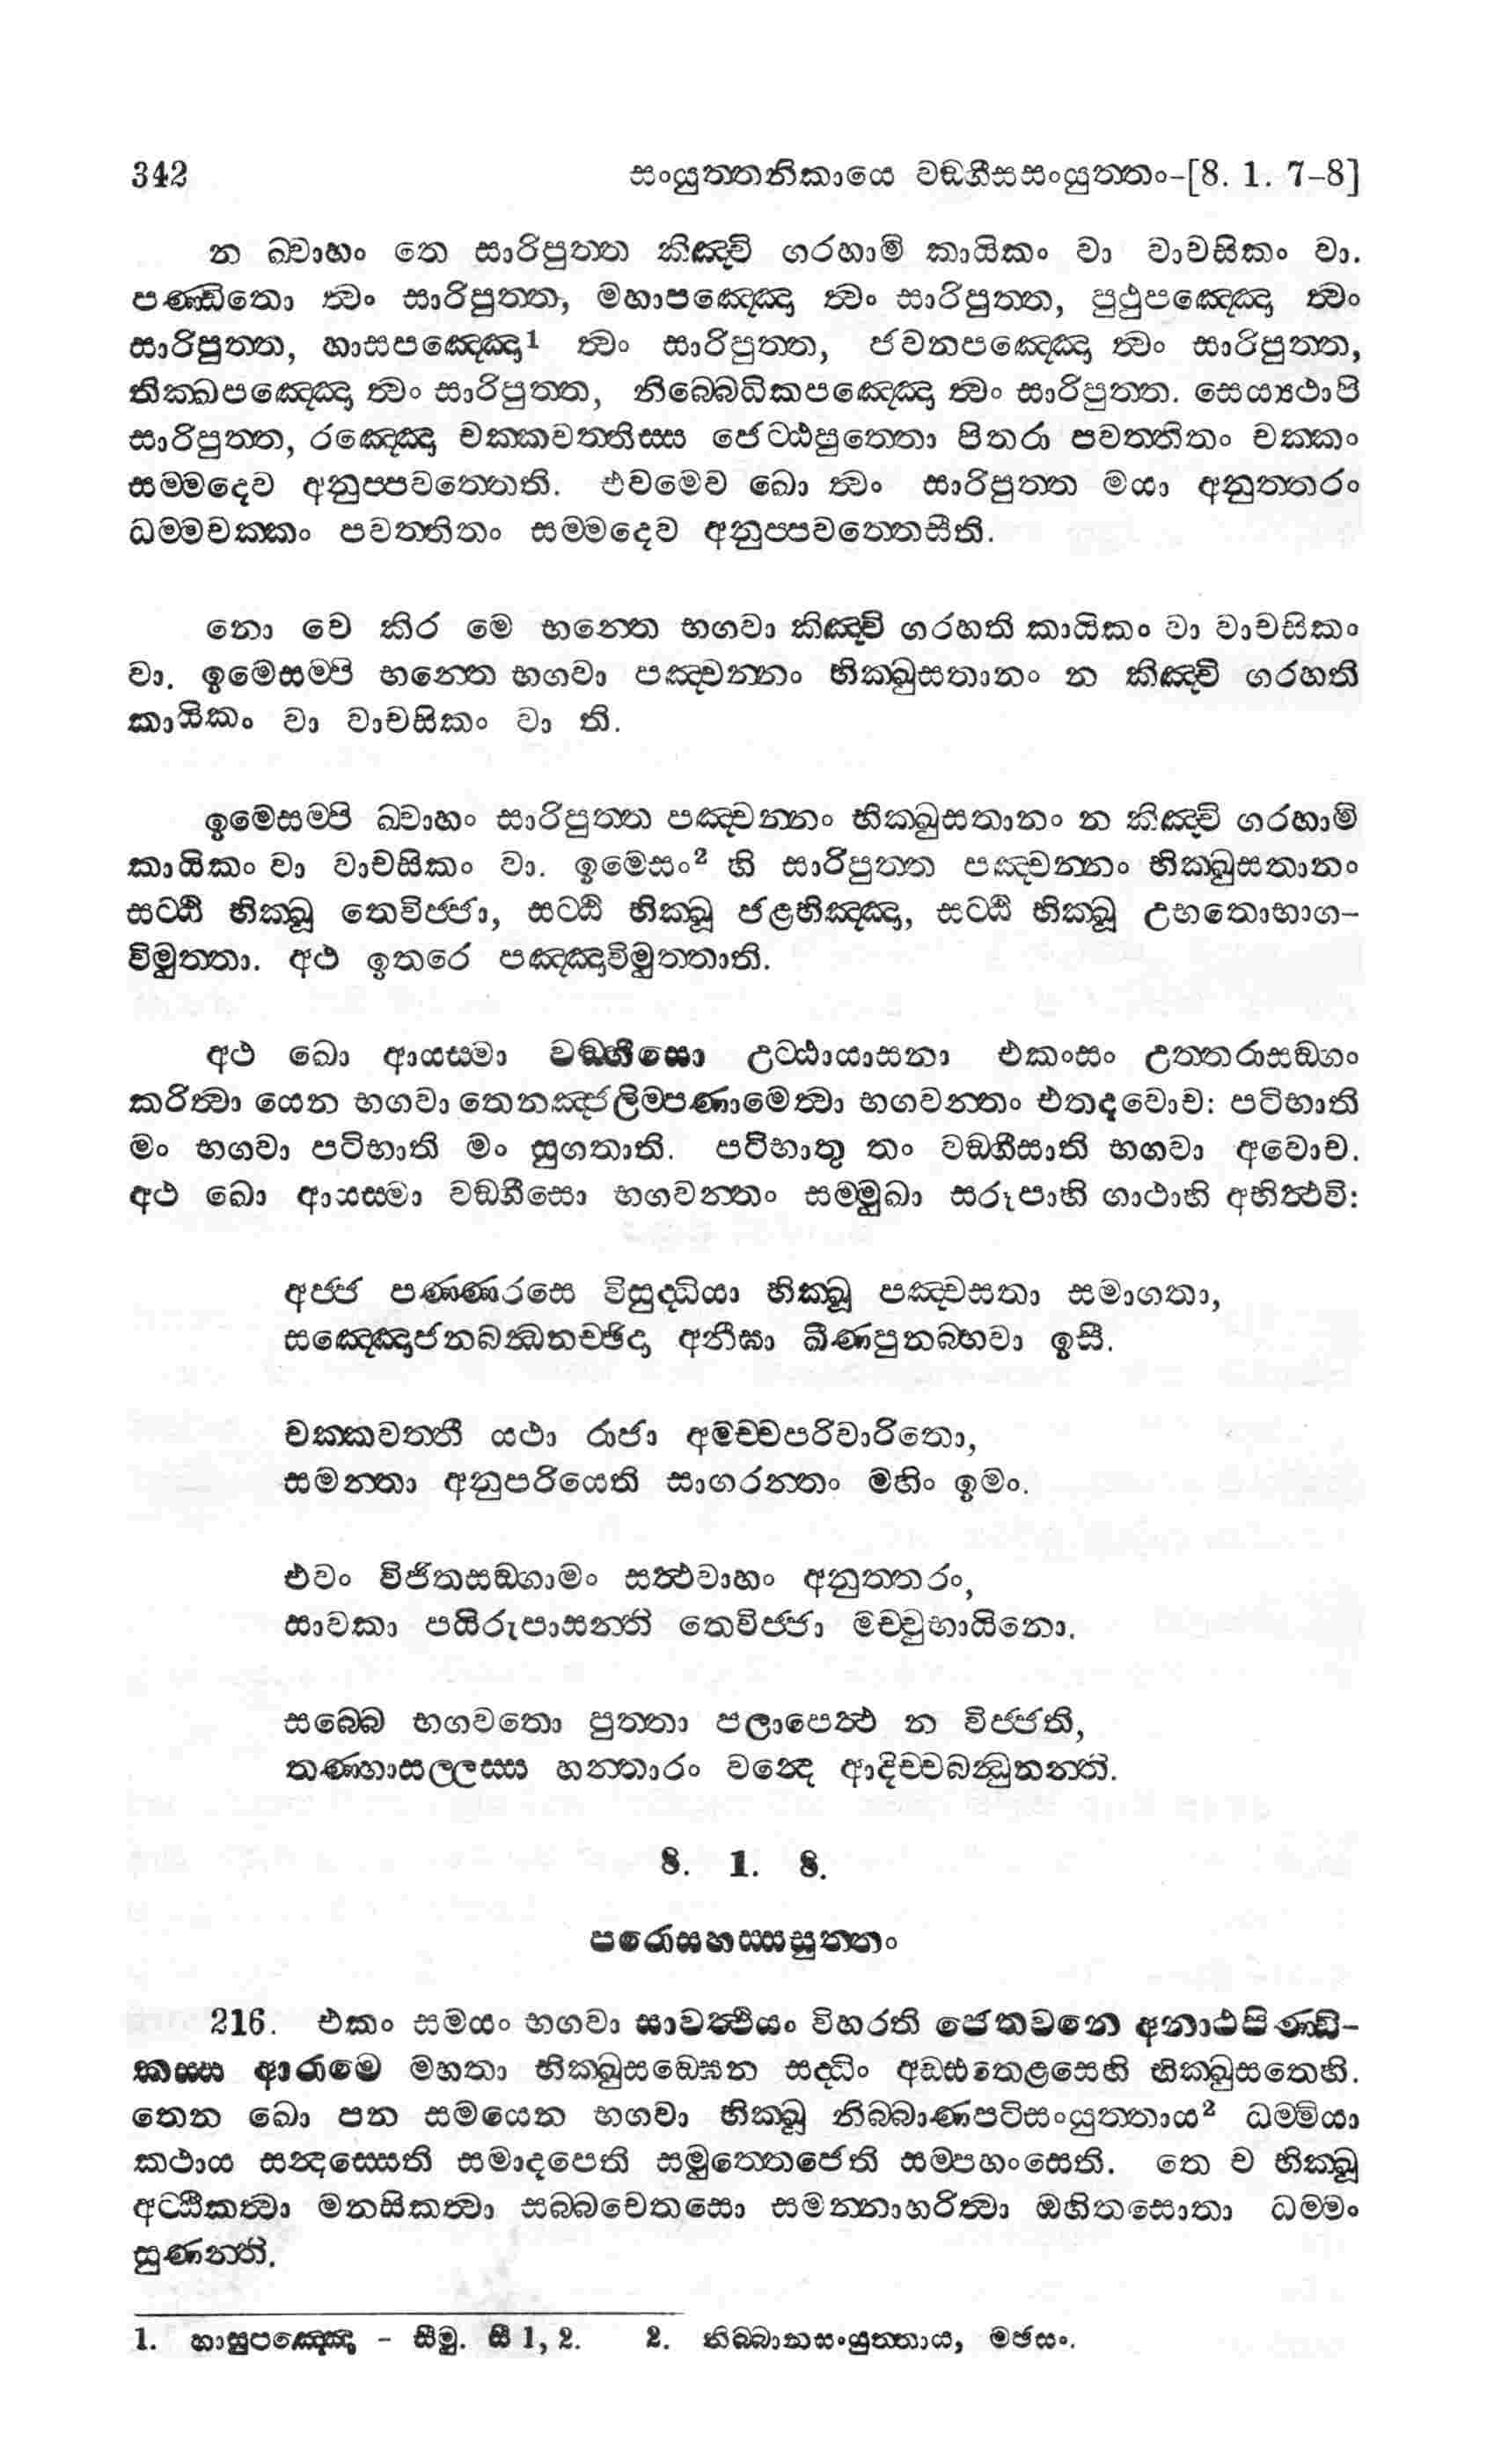 342 සංයුත්තනිකායෙ වඞ්ගීසසංයුත්තං-[8. 1. 7-8]
න ඛ්වාහං තෙ සාරිපුත්ත කිඤ්චි ගරහාමි කායිකං වා වාචසිකං වා.
පණ්ඩිතො ත්වං සාරිපුත්ත, මහාපඤ්ඤො ත්වං සාරිපුත්ත, පුථුපඤ්ඤො ත්වං
සාරිපුත්ත, හාසපඤ්ඤො1 ත්වං සාරිපුත්ත, ජවනපඤ්ඤො ත්වං සාරිපුත්ත,
තික්ඛපඤ්ඤො ත්වං සාරිපුත්ත, නිබ්බෙධිකපඤ්ඤො ත්වං සාරිපුත්ත. සෙය්‍යථාපි
සාරිපුත්ත, රඤ්ඤො චක්කවත්තිස්ස ජෙට්ඨපුත්තො පිතරා පවත්තිතං චක්කං
සම්මදෙව අනුප්පවත්තෙති. එවමෙව ඛො ත්වං සාරිපුත්ත මයා අනුත්තරං
ධම්මචක්කං පවත්තිතං සම්මදෙව අනුප්පවත්තෙසීති.
නො චෙ කිර මෙ භන්තෙ භගවා කිඤ්චි ගරහති කායිකං වා වාචසිකං
වා. ඉමෙසම්පි භන්තෙ භගවා පඤ්චන්නං භික්ඛුසතානං න කිඤ්චි ගරහති
කායිකං වා වාචසිකං වා ති.
ඉමෙසම්පි ඛ්වාහං සාරිපුත්ත පඤ්චන්නං භික්ඛුසතානං න කිඤ්චි ගරහාමි
කායිකං වා වාචසිකං වා. ඉමෙසං2 හි සාරිපුත්ත පඤ්චන්නං භික්ඛුසතානං
සට්ඨි භික්ඛූ තෙවිජ්ජා, සට්ඨි භික්ඛූ ඡළභිඤ්ඤා, සට්ඨි භික්ඛූ උභතොභාග-
විමුත්තා. අථ ඉතරෙ පඤ්ඤාවිමුත්තාති.
අථ ඛො ආයස්මා වඞ්ගීසො උට්ඨායාසනා එකංසං උත්තරාසඞ්ගං
කරිත්වා යෙන භගවා තෙනඤ්ජලිම්පණාමෙත්වා භගවන්තං එතදවොච: පටිභාති
මං භගවා පටිභාති මං සුගතාති. පටිභාතු තං වඞ්ගීසාති භගවා අවොච.
අථ ඛො ආයස්මා වඞ්ගීසො භගවන්තං සම්මුඛා සරූපාහි ගාථාහි අභිත්ථවි:
අජ්ජ පණ්ණරසෙ විසුද්ධියා භික්ඛූ පඤ්චසතා සමාගතා,
සඤ්ඤොජනබන්ධනච්ඡිදා අනීඝා ඛීණපුනබ්භවා ඉසී.
චක්කවත්තී යථා රාජා අමච්චපරිවාරිතො,
සමන්තා අනුපරියෙති සාගරන්තං මහිං ඉමං.
එවං විජිතසඞ්ගාමං සත්ථවාහං අනුත්තරං,
සාවකා පයිරුපාසන්ති තෙවිජ්ජා මච්චුහායිනො.
සබ්බෙ භගවතො පුත්තා පලාපෙත්ථ න විජ්ජති,
තණ්හාසල්ලස්ස හන්තාරං වන්දෙ ආදිච්චබන්ධුනන්ති.
8. 1. 8.
පරොසහස්සසුත්තං
216. එකං සමයං භගවා සාවත්ථියං විහරති ජෙතවනෙ අනාථපිණ්ඩි-
කස්ස ආරාමෙ මහතා භික්ඛුසඞ්ඝෙන සද්ධිං අඩ්ඪතෙළසෙහි භික්ඛුසතෙහි.
තෙන ඛො පන සමයෙන භගවා භික්ඛූ නිබ්බාණපටිසංයුත්තාය2 ධම්මියා
කථාය සන්දස්සෙති සමාදපෙති සමුත්තෙජෙති සම්පහංසෙති. තෙ ච භික්ඛූ
අට්ඨීකත්වා මනසිකත්වා සබ්බචෙතසො සමන්නාහරිත්වා ඔහිතසොතා ධම්මං
සුණන්ති.
1. හාසුපඤ්ඤො - සීමු. සී 1, 2. 2. නිබ්බානසංයුත්තාය, මජසං.